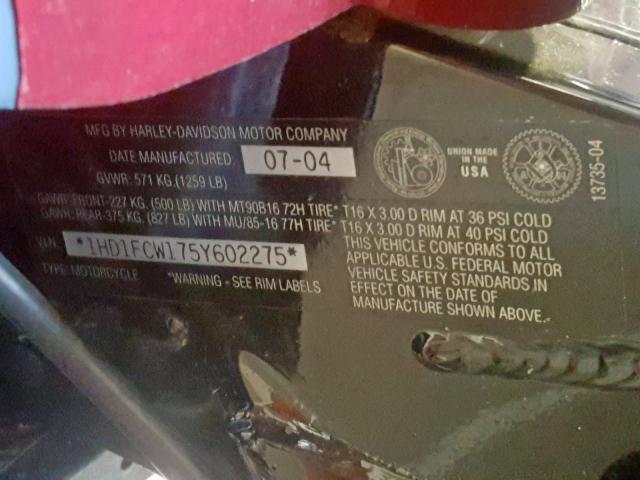 MFG BY HARLEY-DAVIDSON MOTOR COMPANY
DATE MANUFACTURED: 07-04
GVWR: 571 KG.(1259 LB)
UNION MADE
IN THE
USA
13735-04
GAWR: FRONT-227 KG. (500 LB) WITH MT90B16 72H TIRE* T16 X 3.00 D RIM AT 36 PSI COLD
GAWR: REAR-375 KG. (827 LB) WITH MU/85-16 77H TIRE* T16 X 3.00 D RIM AT 40 PSI COLD
V.I.N. *1HD1FCW175Y602275*
TYPE: MOTORCYCLE *WARNING - SEE RIM LABELS
THIS VEHICLE CONFORMS TO ALL
APPLICABLE U.S. FEDERAL MOTOR
VEHICLE SAFETY STANDARDS IN
EFFECT ON THE DATE OF
MANUFACTURE SHOWN ABOVE.